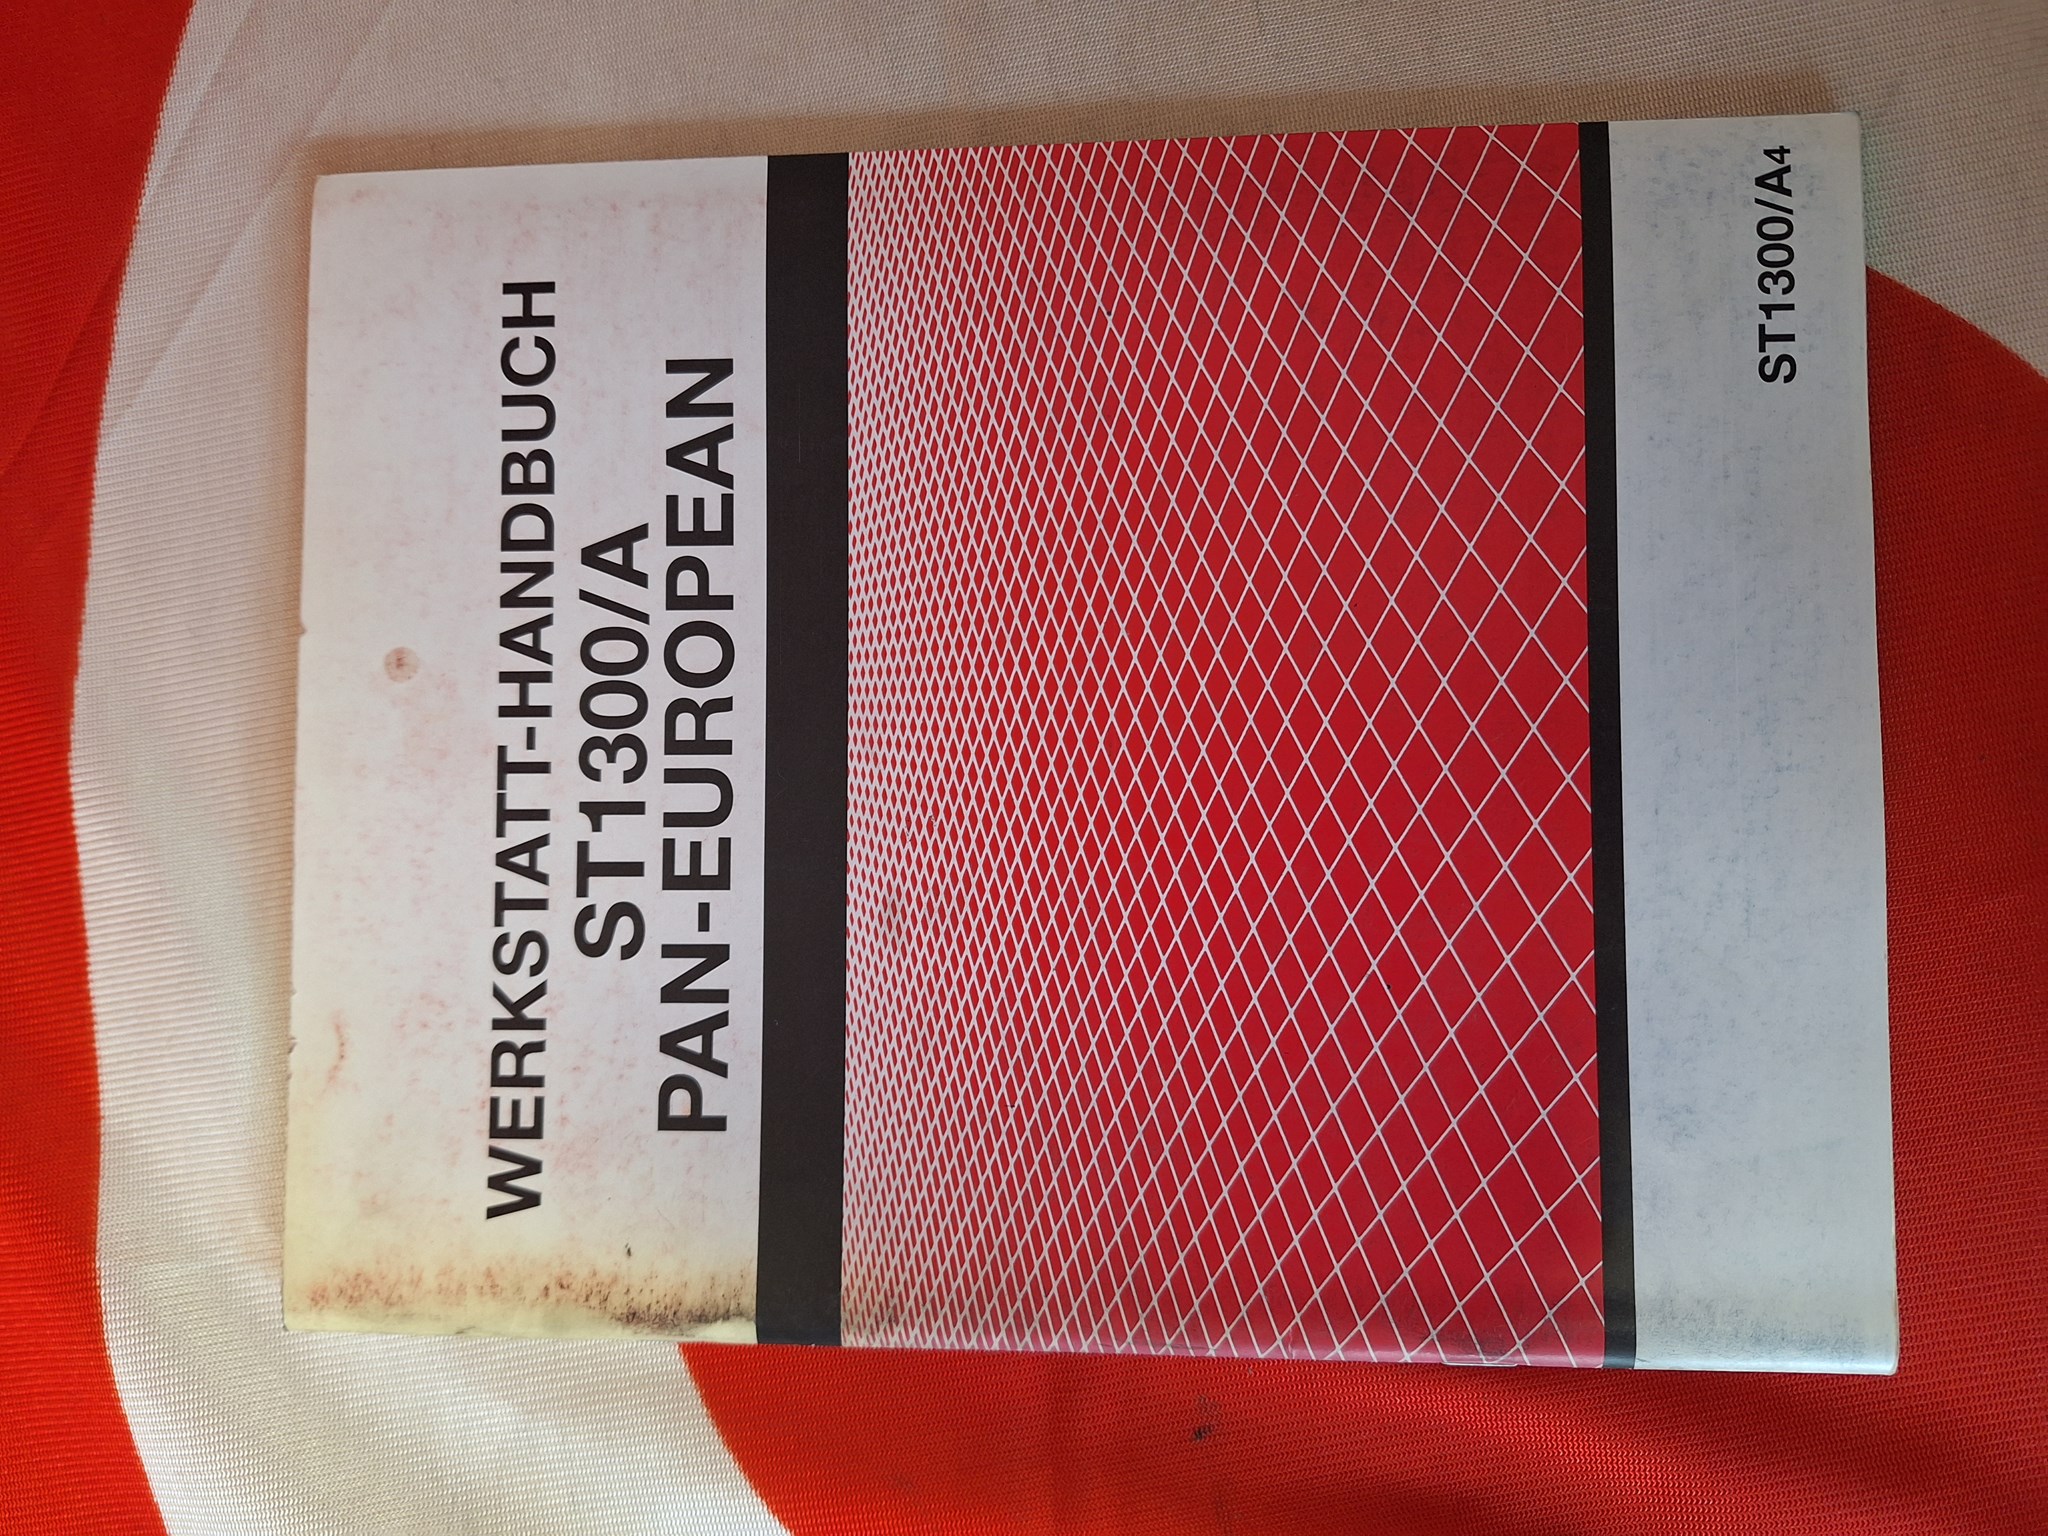 WERKSTATT-HANDBUCH
ST1300/A
PAN-EUROPEAN
ST1300/A4